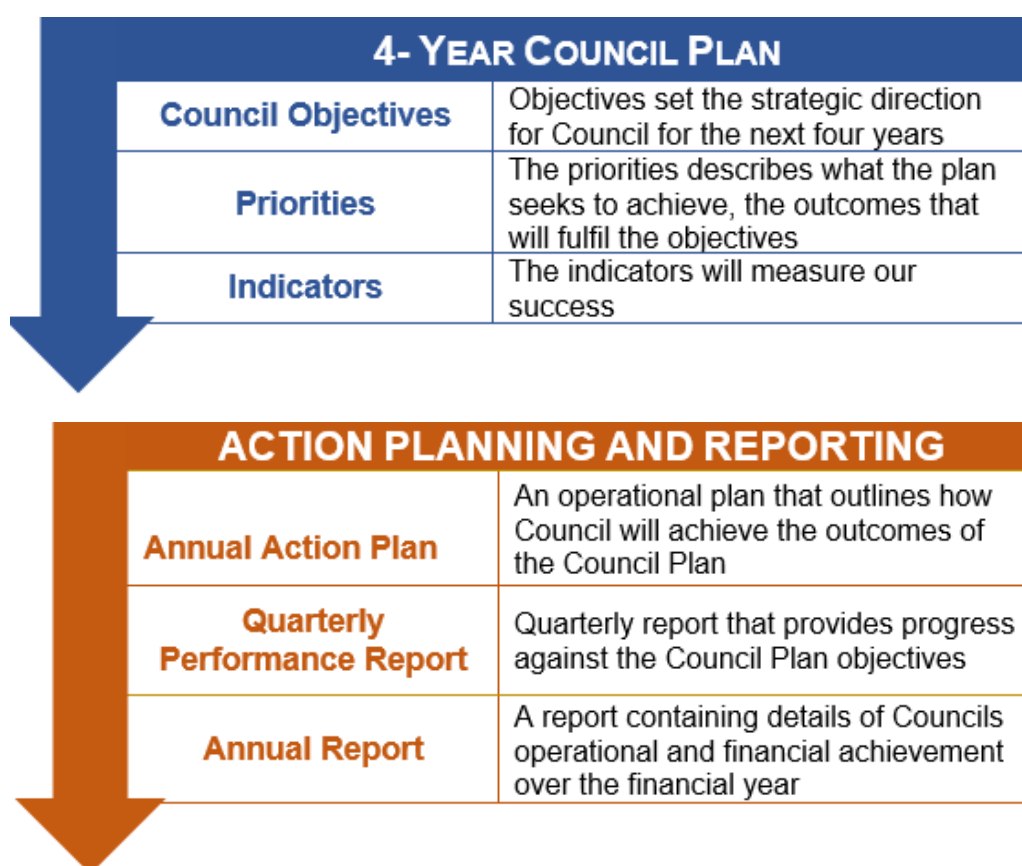 4- YEAR COUNCIL PLAN
Council Objectives
Objectives set the strategic direction
for Council for the next four years
Priorities
The priorities describes what the plan
seeks to achieve, the outcomes that
will fulfil the objectives
Indicators
The indicators will measure our
success
ACTION PLANNING AND REPORTING
Annual Action Plan
An operational plan that outlines how
Council will achieve the outcomes of
the Council Plan
Quarterly
Performance Report
Quarterly report that provides progress
against the Council Plan objectives
Annual Report
A report containing details of Councils
operational and financial achievement
over the financial year